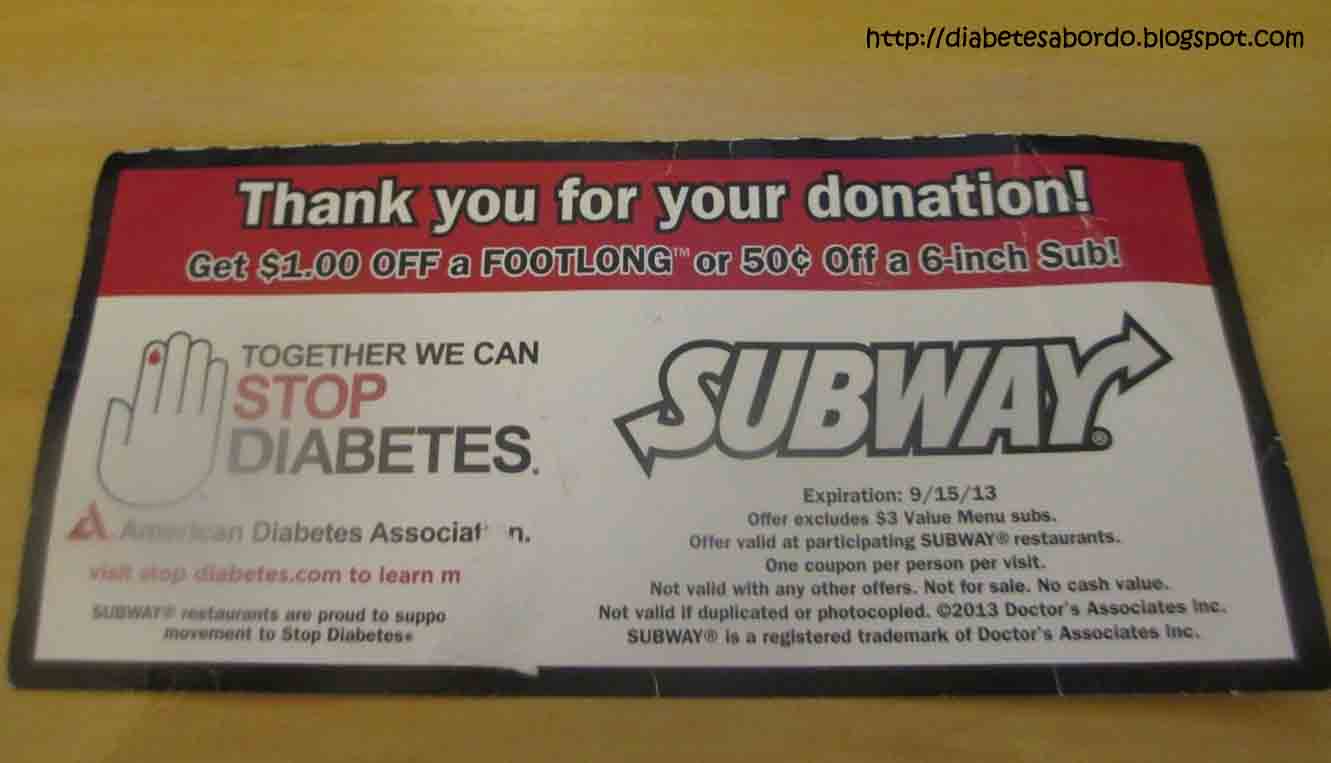 http://diabetesabordo.blogspot.com
Thank you for your donation!
Get $1.00 OFF a FOOTLONG™ or 50¢ Off a 6-inch Sub!
TOGETHER WE CAN
STOP
DIABETES.
American Diabetes Association.
visit stop diabetes.com to learn m
SUBWAY® restaurants are proud to suppo
movement to Stop Diabetes
SUBWAY®
Expiration: 9/15/13
Offer excludes $3 Value Menu subs.
Offer valid at participating SUBWAY® restaurants.
One coupon per person per visit.
Not valid with any other offers. Not for sale. No cash value.
Not valid if duplicated or photocopied. ©2013 Doctor's Associates Inc.
SUBWAY® is a registered trademark of Doctor's Associates Inc.